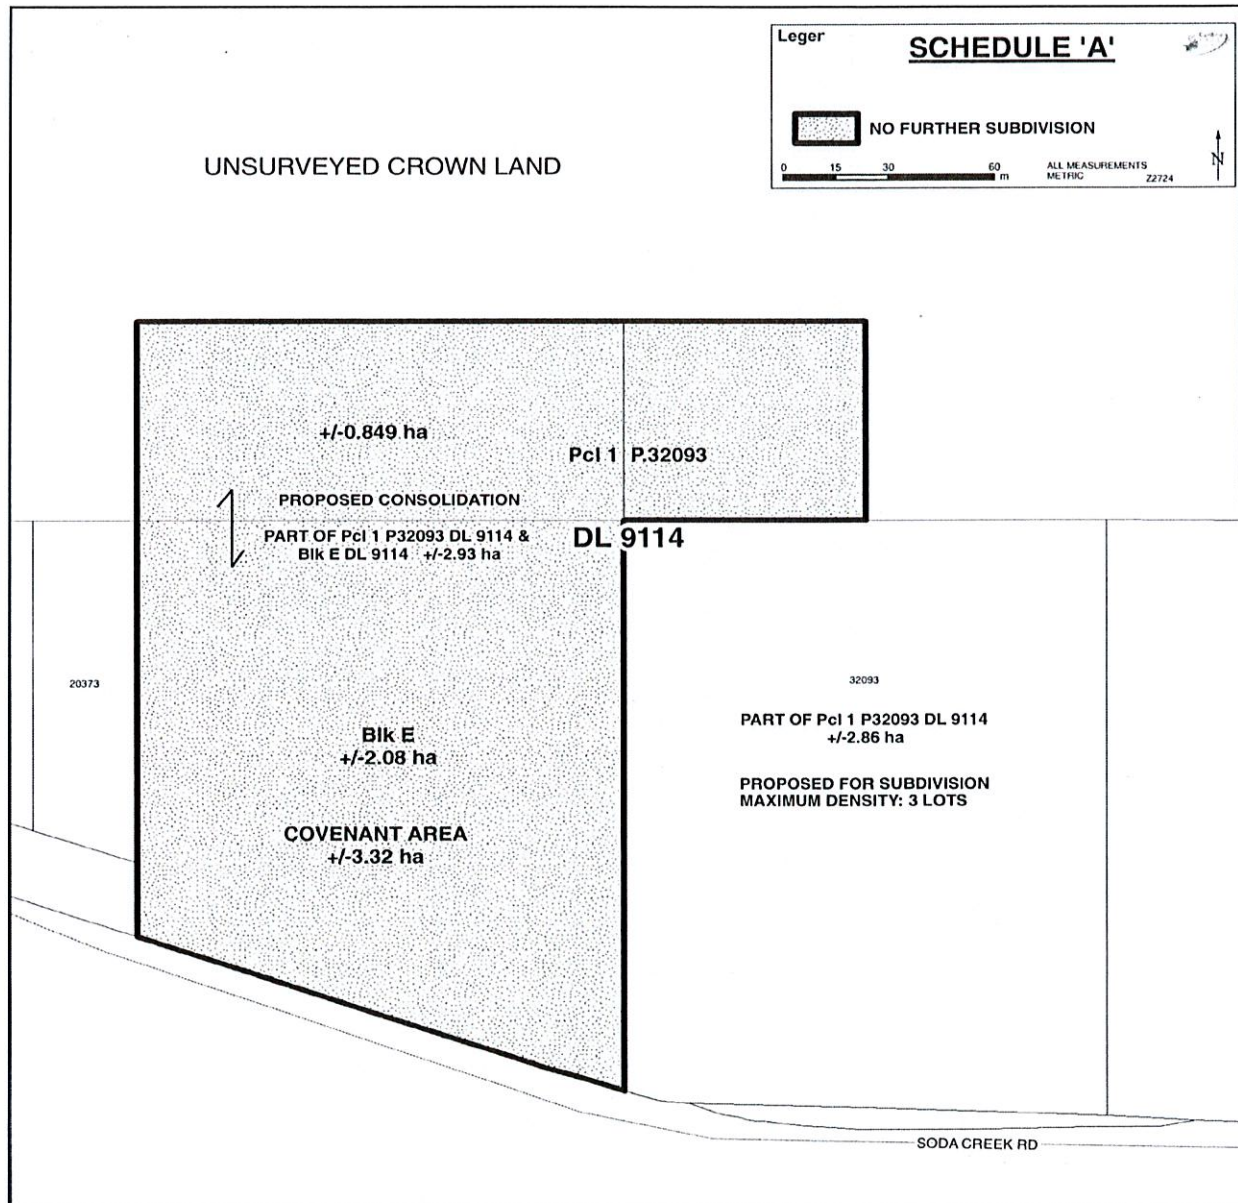 Leger
SCHEDULE 'A'
NO FURTHER SUBDIVISION
0 15 30 60
m
ALL MEASUREMENTS
METRIC
Z2724
N
UNSURVEYED CROWN LAND
+/-0.849 ha
Pcl 1 P.32093
PROPOSED CONSOLIDATION
PART OF Pcl 1 P32093 DL 9114 &
Blk E DL 9114 +/-2.93 ha
DL 9114
20373
32093
Blk E
+/-2.08 ha
PART OF Pcl 1 P32093 DL 9114
+/-2.86 ha
PROPOSED FOR SUBDIVISION
MAXIMUM DENSITY: 3 LOTS
COVENANT AREA
+/-3.32 ha
SODA CREEK RD